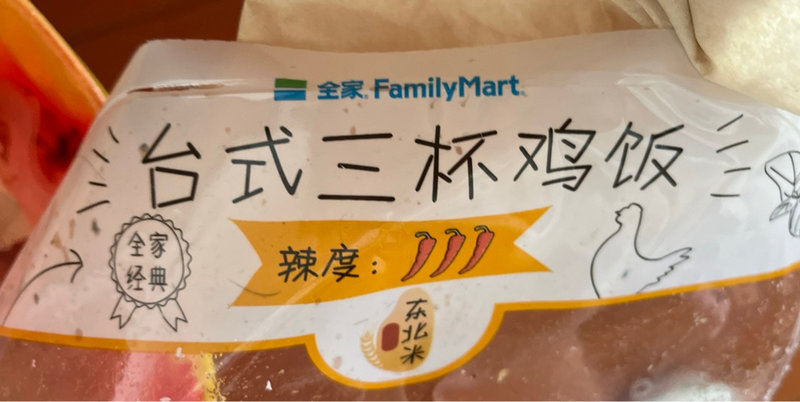 全家 FamilyMart
台式三杯鸡饭
全家
经典
辣度：
东北米